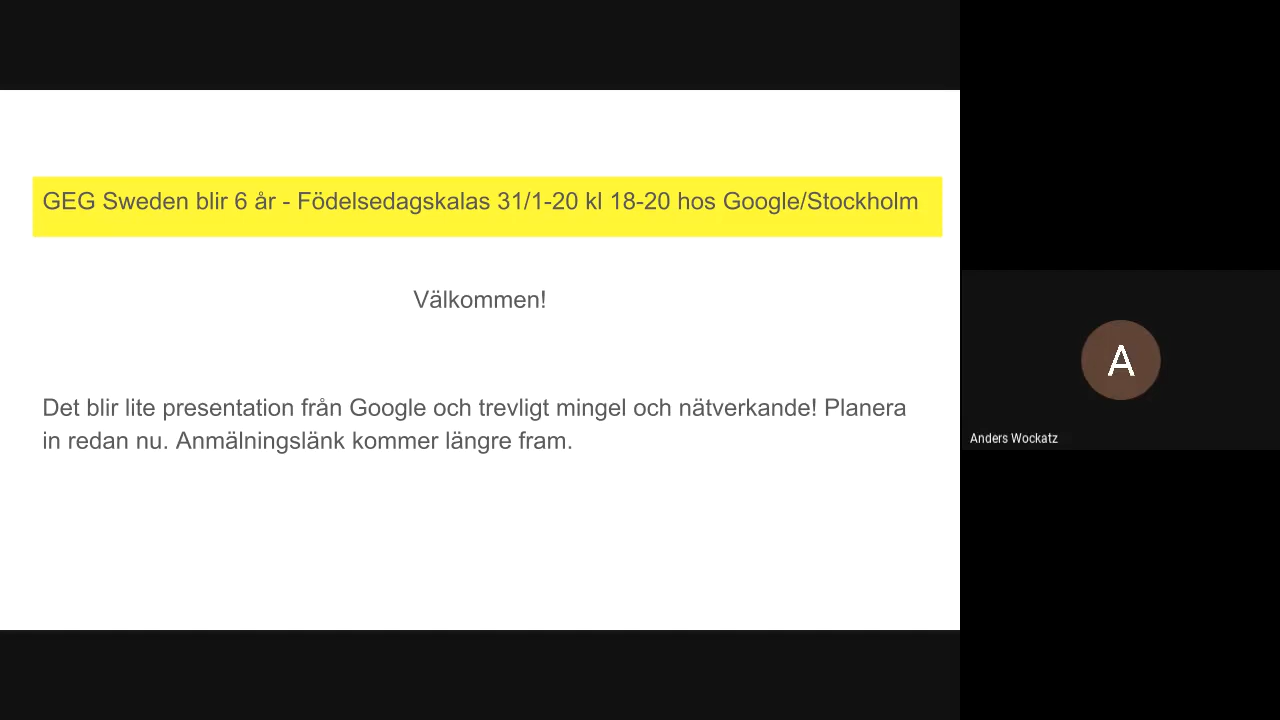 GEG Sweden blir 6 år - Födelsedagskalas 31/1-20 kl 18-20 hos Google/Stockholm
Välkommen!
Det blir lite presentation från Google och trevligt mingel och nätverkande! Planera
in redan nu. Anmälningslänk kommer längre fram.
A
Anders Wockatz